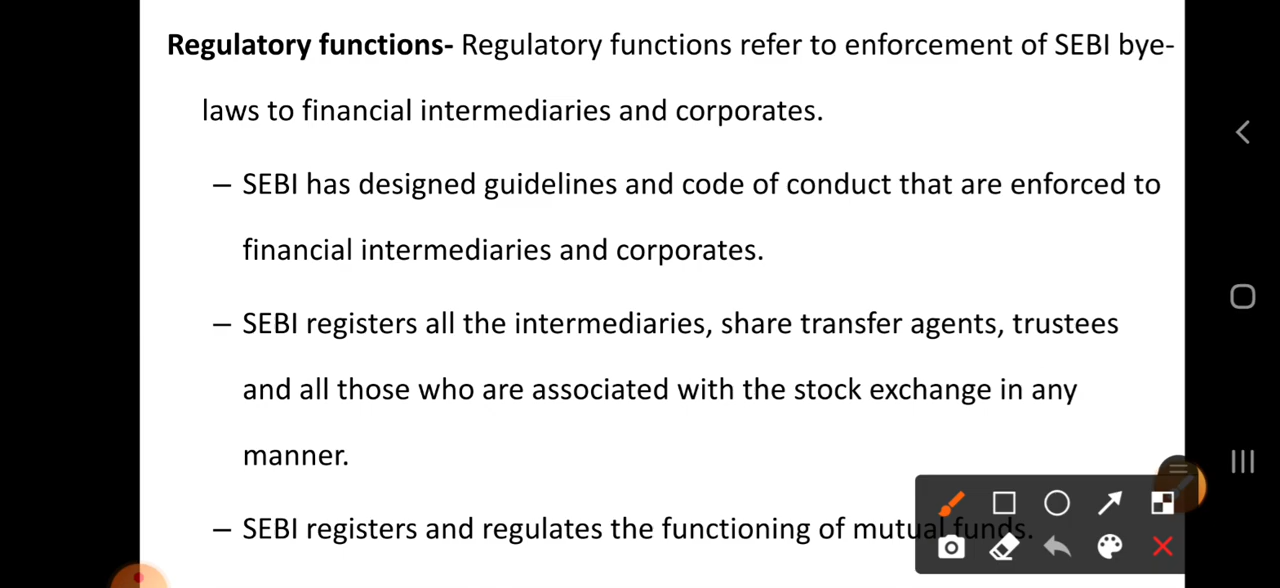 Regulatory functions- Regulatory functions refer to enforcement of SEBI bye-
laws to financial intermediaries and corporates.
– SEBI has designed guidelines and code of conduct that are enforced to
financial intermediaries and corporates.
– SEBI registers all the intermediaries, share transfer agents, trustees
and all those who are associated with the stock exchange in any
manner.
– SEBI registers and regulates the functioning of mutual funds.